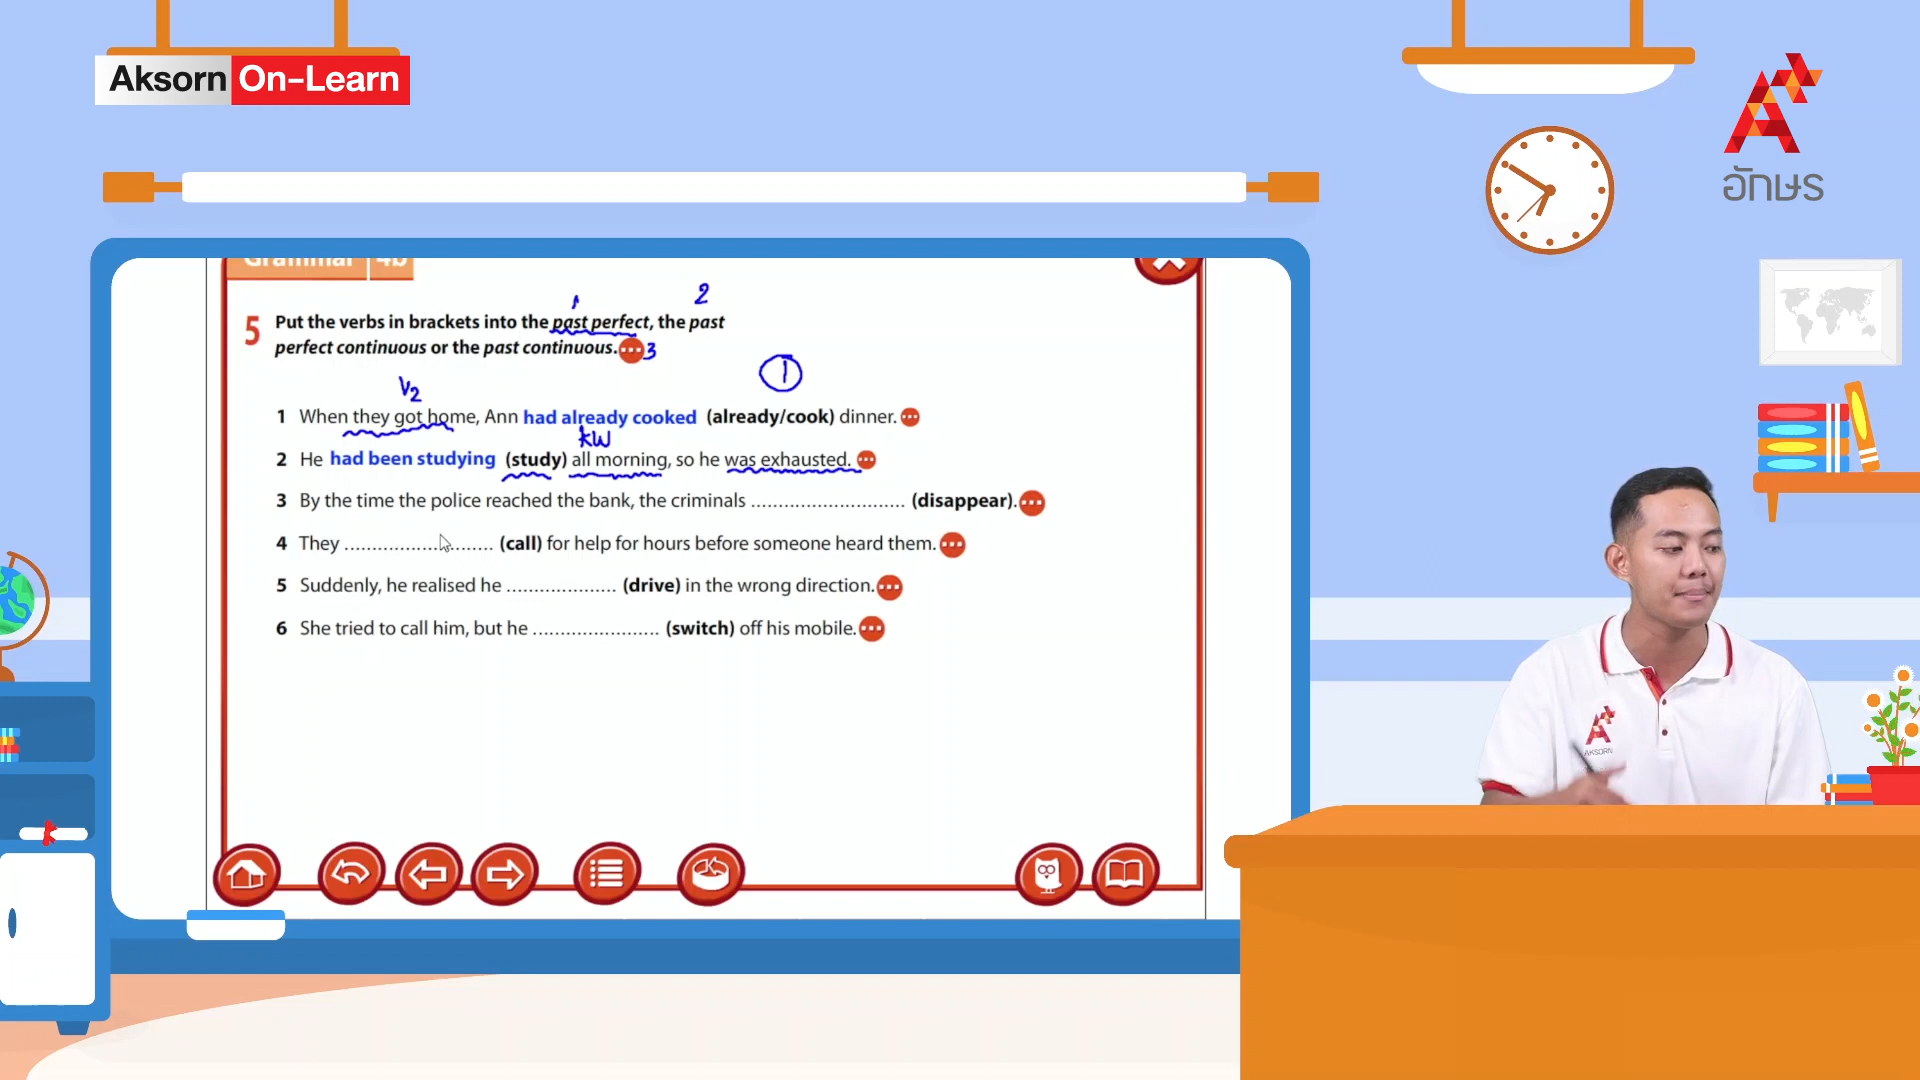 Aksorn On-Learn
อักษร
Grammar 4b
1 2
5 Put the verbs in brackets into the past perfect, the past
perfect continuous or the past continuous. 3
V2 1
1 When they got home, Ann had already cooked (already/cook) dinner.
kW
2 He had been studying (study) all morning, so he was exhausted.
3 By the time the police reached the bank, the criminals ............................ (disappear).
4 They ........................... (call) for help for hours before someone heard them.
5 Suddenly, he realised he .................... (drive) in the wrong direction.
6 She tried to call him, but he ....................... (switch) off his mobile.
AKSORN